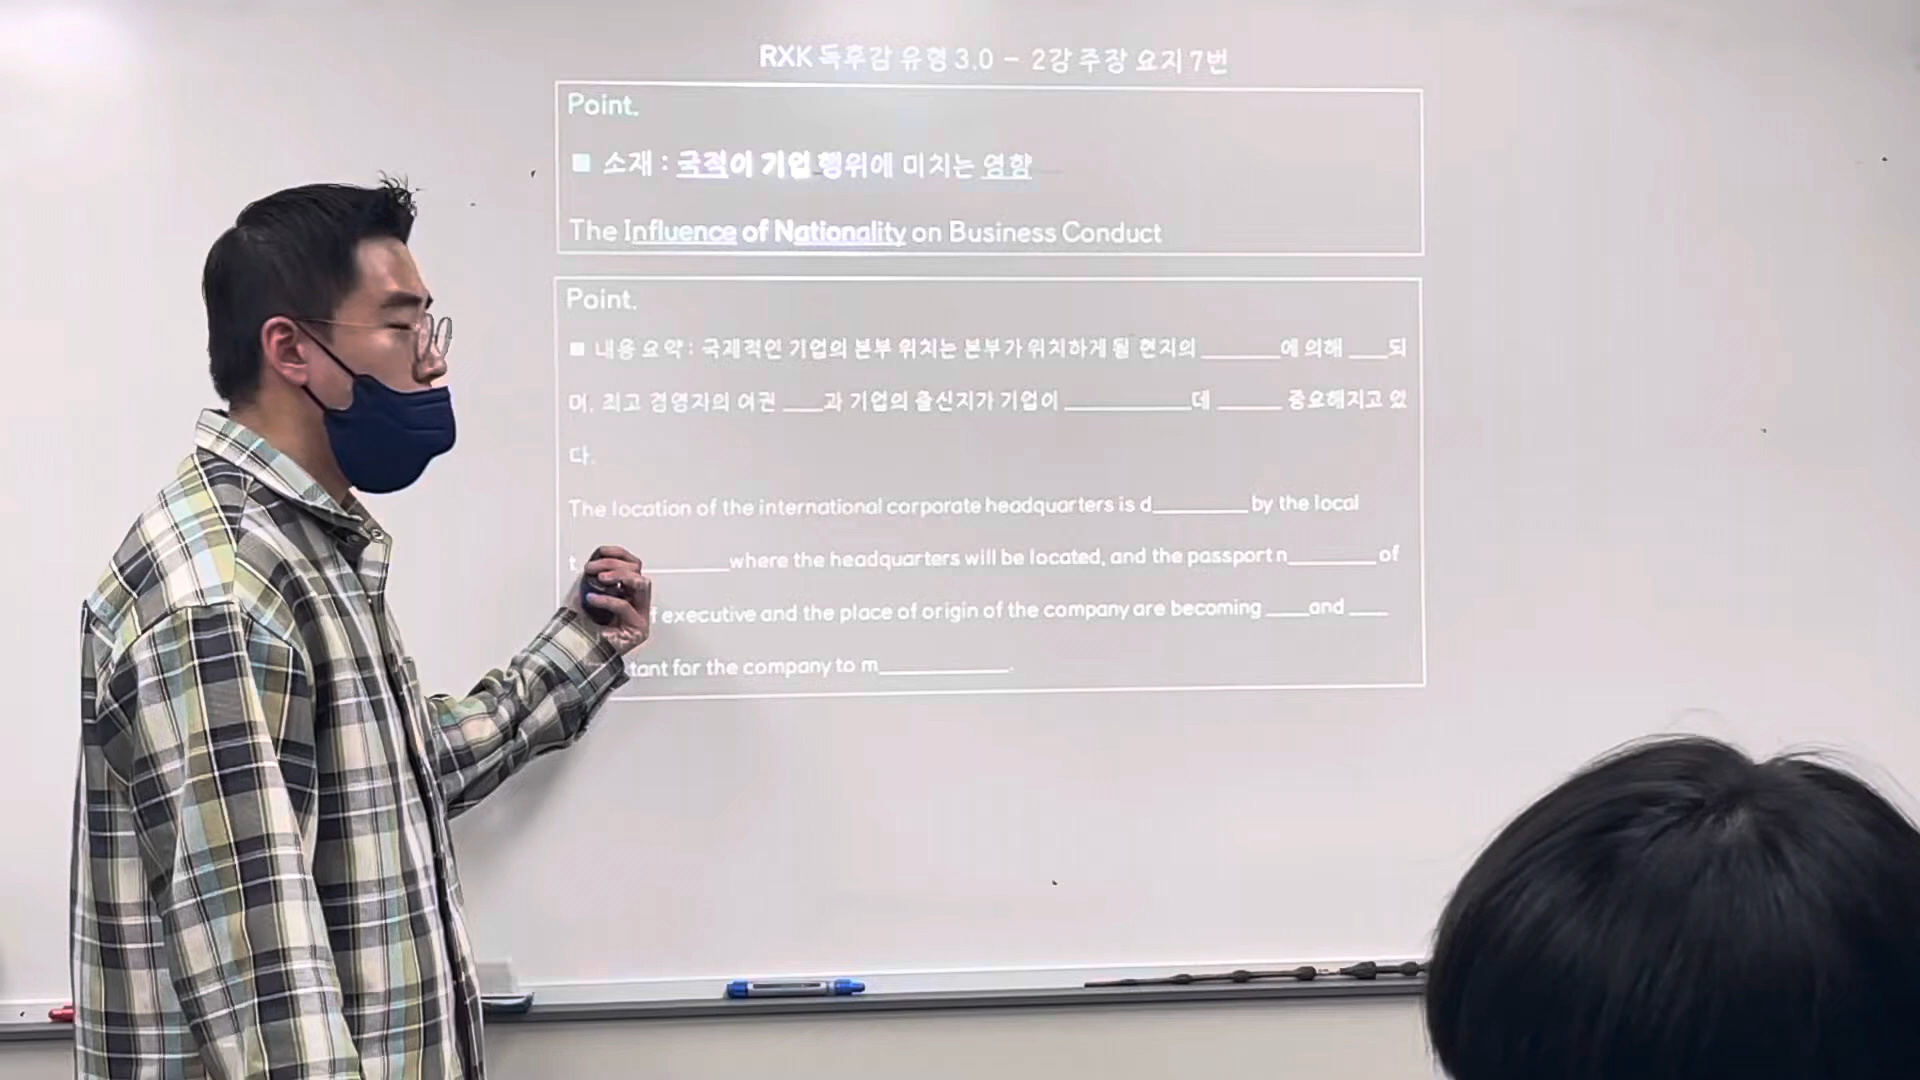 RXK 독후감 유형 3.0 - 2강 주장 요지 7번
Point.
■ 소재 : 국적이 기업 행위에 미치는 영향
The Influence of Nationality on Business Conduct
Point.
■ 내용 요약 : 국제적인 기업의 본부 위치는 본부가 위치하게 될 현지의 _______에 의해 ___되
며, 최고 경영자의 여권 ___과 기업의 출신지가 기업이 ___________데 _____ 중요해지고 있
다.
The location of the international corporate headquarters is d_________ by the local
t_____________where the headquarters will be located, and the passport n________ of
f executive and the place of origin of the company are becoming ____and ____
tant for the company to m____________.